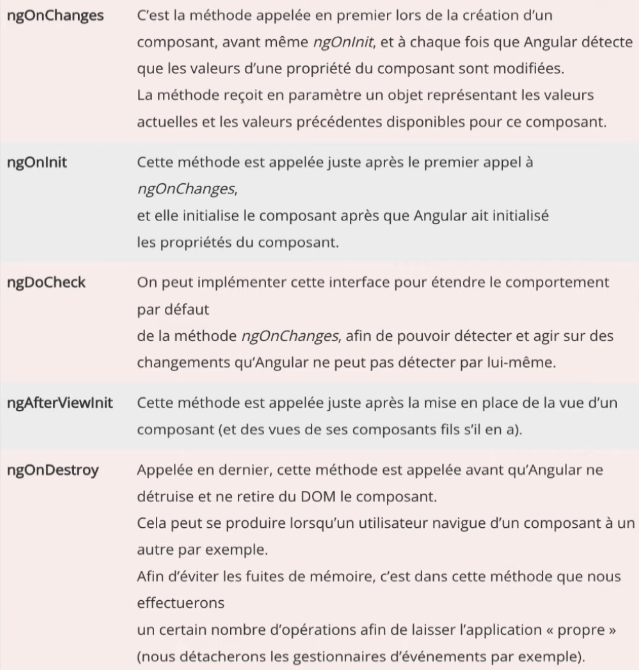 ngOnChanges C'est la méthode appelée en premier lors de la création d'un
composant, avant même ngOnInit, et à chaque fois que Angular détecte
que les valeurs d'une propriété du composant sont modifiées.
La méthode reçoit en paramètre un objet représentant les valeurs
actuelles et les valeurs précédentes disponibles pour ce composant.
ngOnInit Cette méthode est appelée juste après le premier appel à
ngOnChanges,
et elle initialise le composant après que Angular ait initialisé
les propriétés du composant.
ngDoCheck On peut implémenter cette interface pour étendre le comportement
par défaut
de la méthode ngOnChanges, afin de pouvoir détecter et agir sur des
changements qu'Angular ne peut pas détecter par lui-même.
ngAfterViewInit Cette méthode est appelée juste après la mise en place de la vue d'un
composant (et des vues de ses composants fils s'il en a).
ngOnDestroy Appelée en dernier, cette méthode est appelée avant qu'Angular ne
détruise et ne retire du DOM le composant.
Cela peut se produire lorsqu'un utilisateur navigue d'un composant à un
autre par exemple.
Afin d'éviter les fuites de mémoire, c'est dans cette méthode que nous
effectuerons
un certain nombre d'opérations afin de laisser l'application « propre »
(nous détacherons les gestionnaires d'événements par exemple).